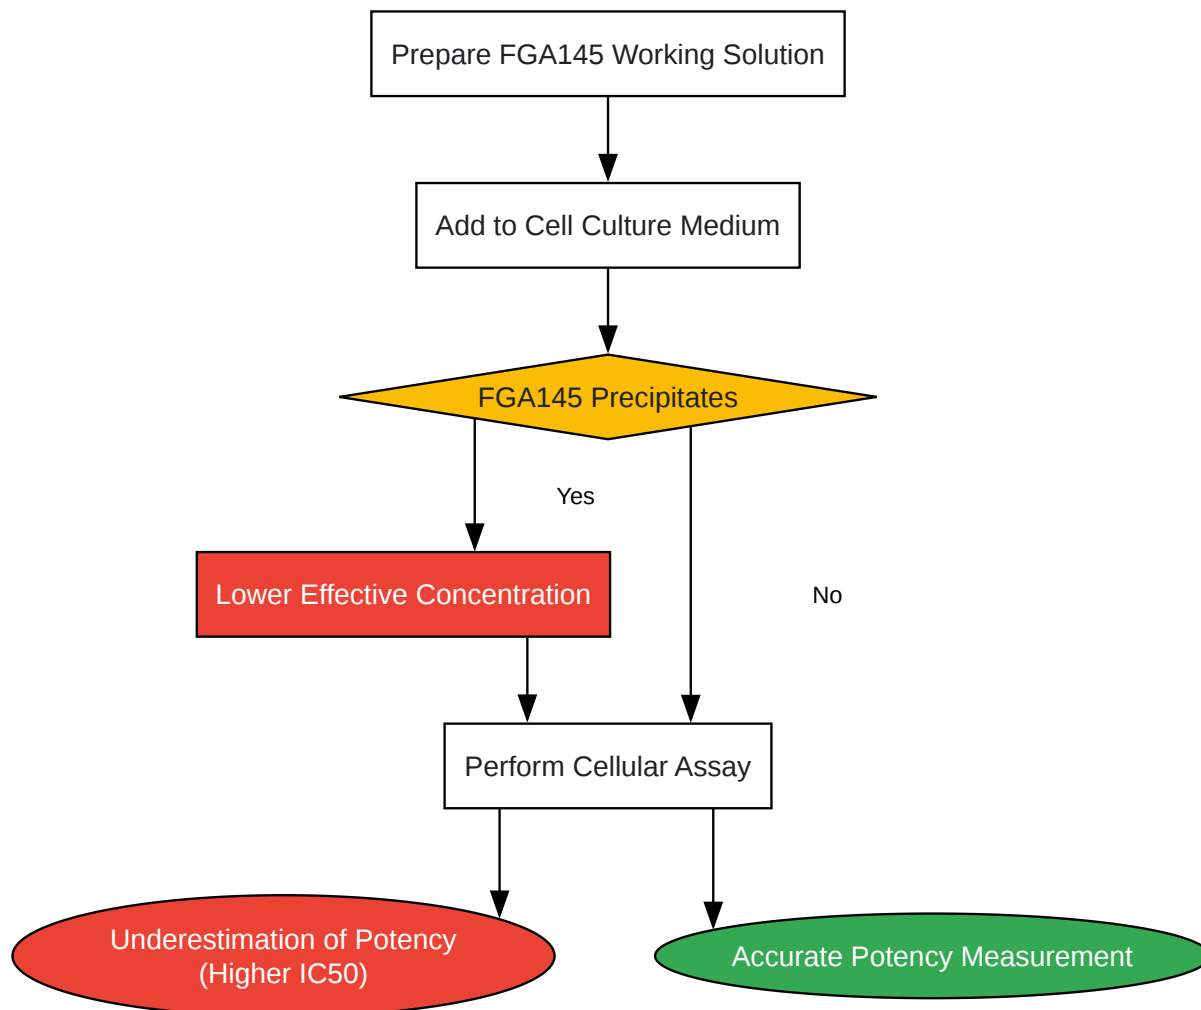 Prepare FGA145 Working Solution
Add to Cell Culture Medium
FGA145 Precipitates
Yes
Lower Effective Concentration
No
Perform Cellular Assay
Underestimation of Potency
(Higher IC50)
Accurate Potency Measurement